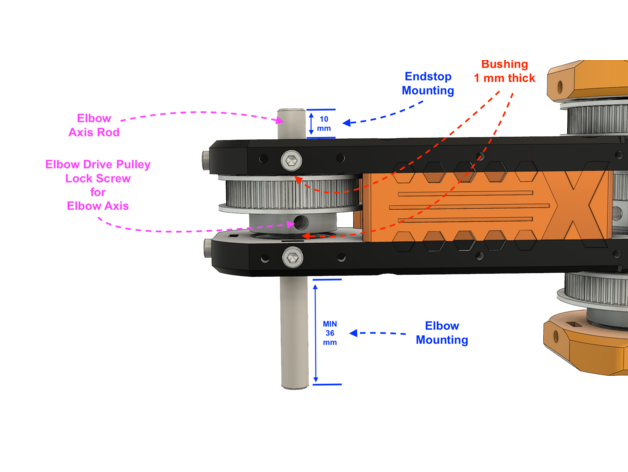 Bushing
1 mm thick
Endstop
Mounting
10
mm
Elbow
Axis Rod
Elbow Drive Pulley
Lock Screw
for
Elbow Axis
MIN
36
mm
Elbow
Mounting